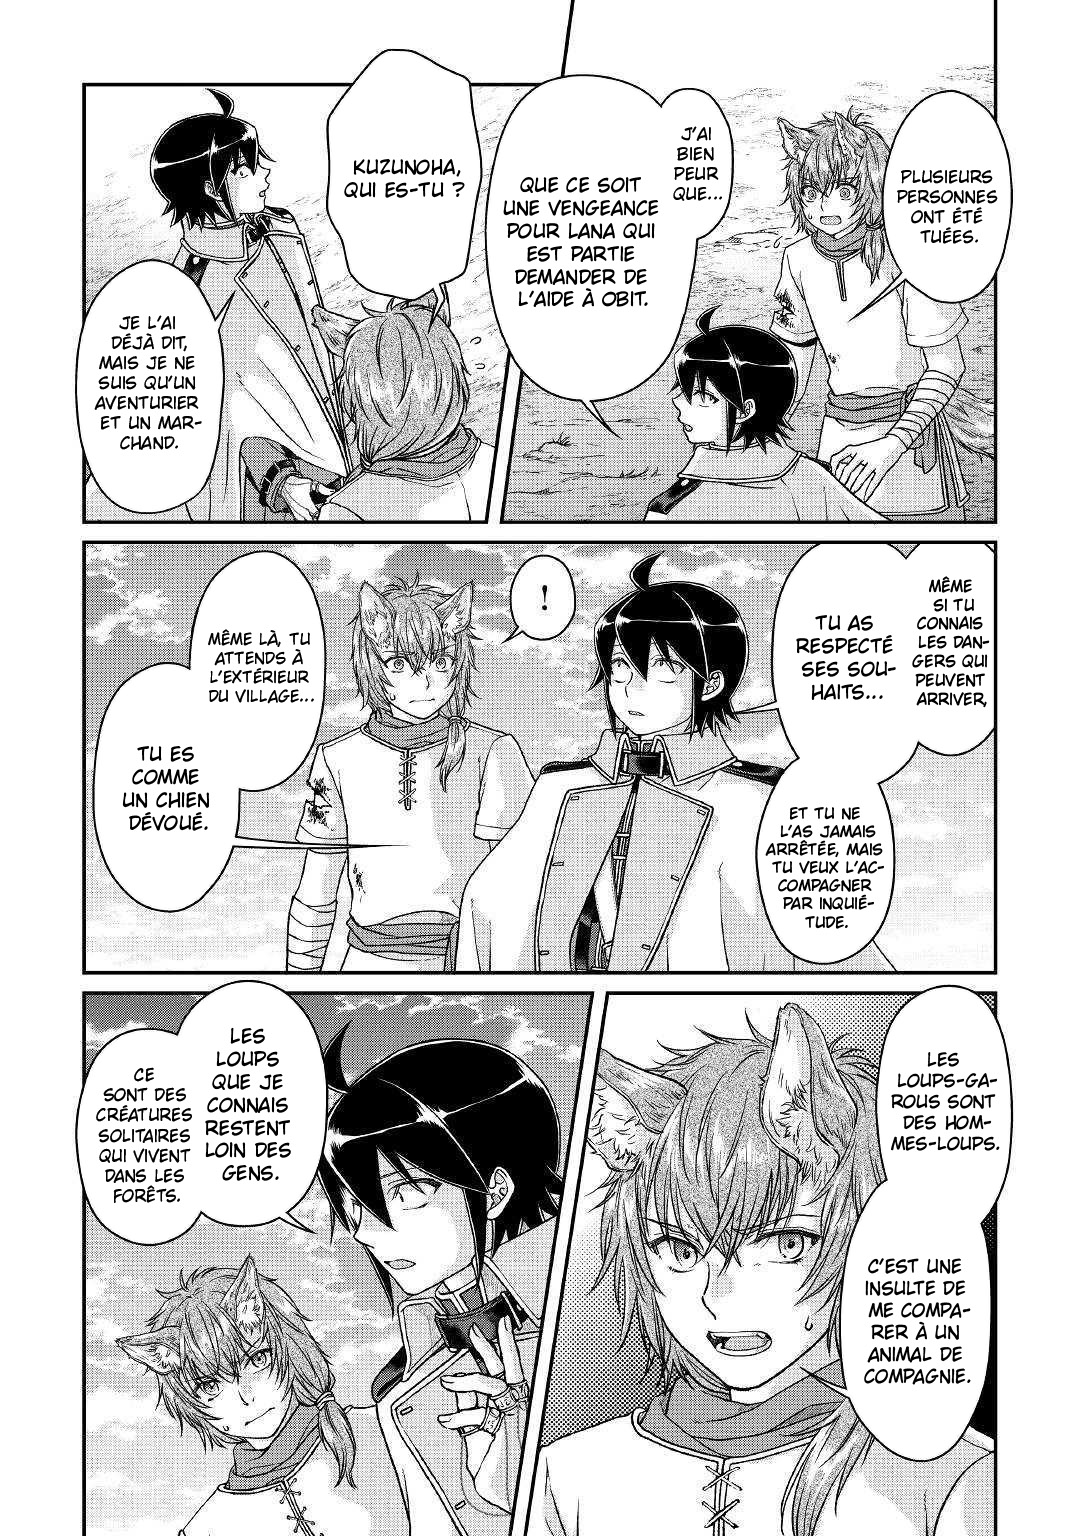 PLUSIEURS
PERSONNES
ONT ÉTÉ
TUÉES.
J'AI
BIEN
PEUR
QUE...
QUE CE SOIT
UNE VENGEANCE
POUR LANA QUI
EST PARTIE
DEMANDER DE
L'AIDE À OBIT.
KUZUNOHA,
QUI ES-TU ?
JE L'AI
DÉJÀ DIT,
MAIS JE NE
SUIS QU'UN
AVENTURIER
ET UN MAR-
CHAND.
MÊME
SI TU
CONNAIS
LES DAN-
GERS QUI
PEUVENT
ARRIVER,
TU AS
RESPECTÉ
SES SOU-
HAITS...
ET TU NE
L'AS JAMAIS
ARRÊTÉE, MAIS
TU VEUX L'AC-
COMPAGNER
PAR INQUIÉ-
TUDE.
!
MÊME LÀ, TU
ATTENDS À
L'EXTÉRIEUR
DU VILLAGE...
TU ES
COMME
UN CHIEN
DÉVOUÉ.
LES
LOUPS-GA-
ROUS SONT
DES HOM-
MES-LOUPS.
C'EST UNE
INSULTE DE
ME COMPA-
RER À UN
ANIMAL DE
COMPAGNIE.
LES
LOUPS
QUE JE
CONNAIS
RESTENT
LOIN DES
GENS.
CE
SONT DES
CRÉATURES
SOLITAIRES
QUI VIVENT
DANS LES
FORÊTS.